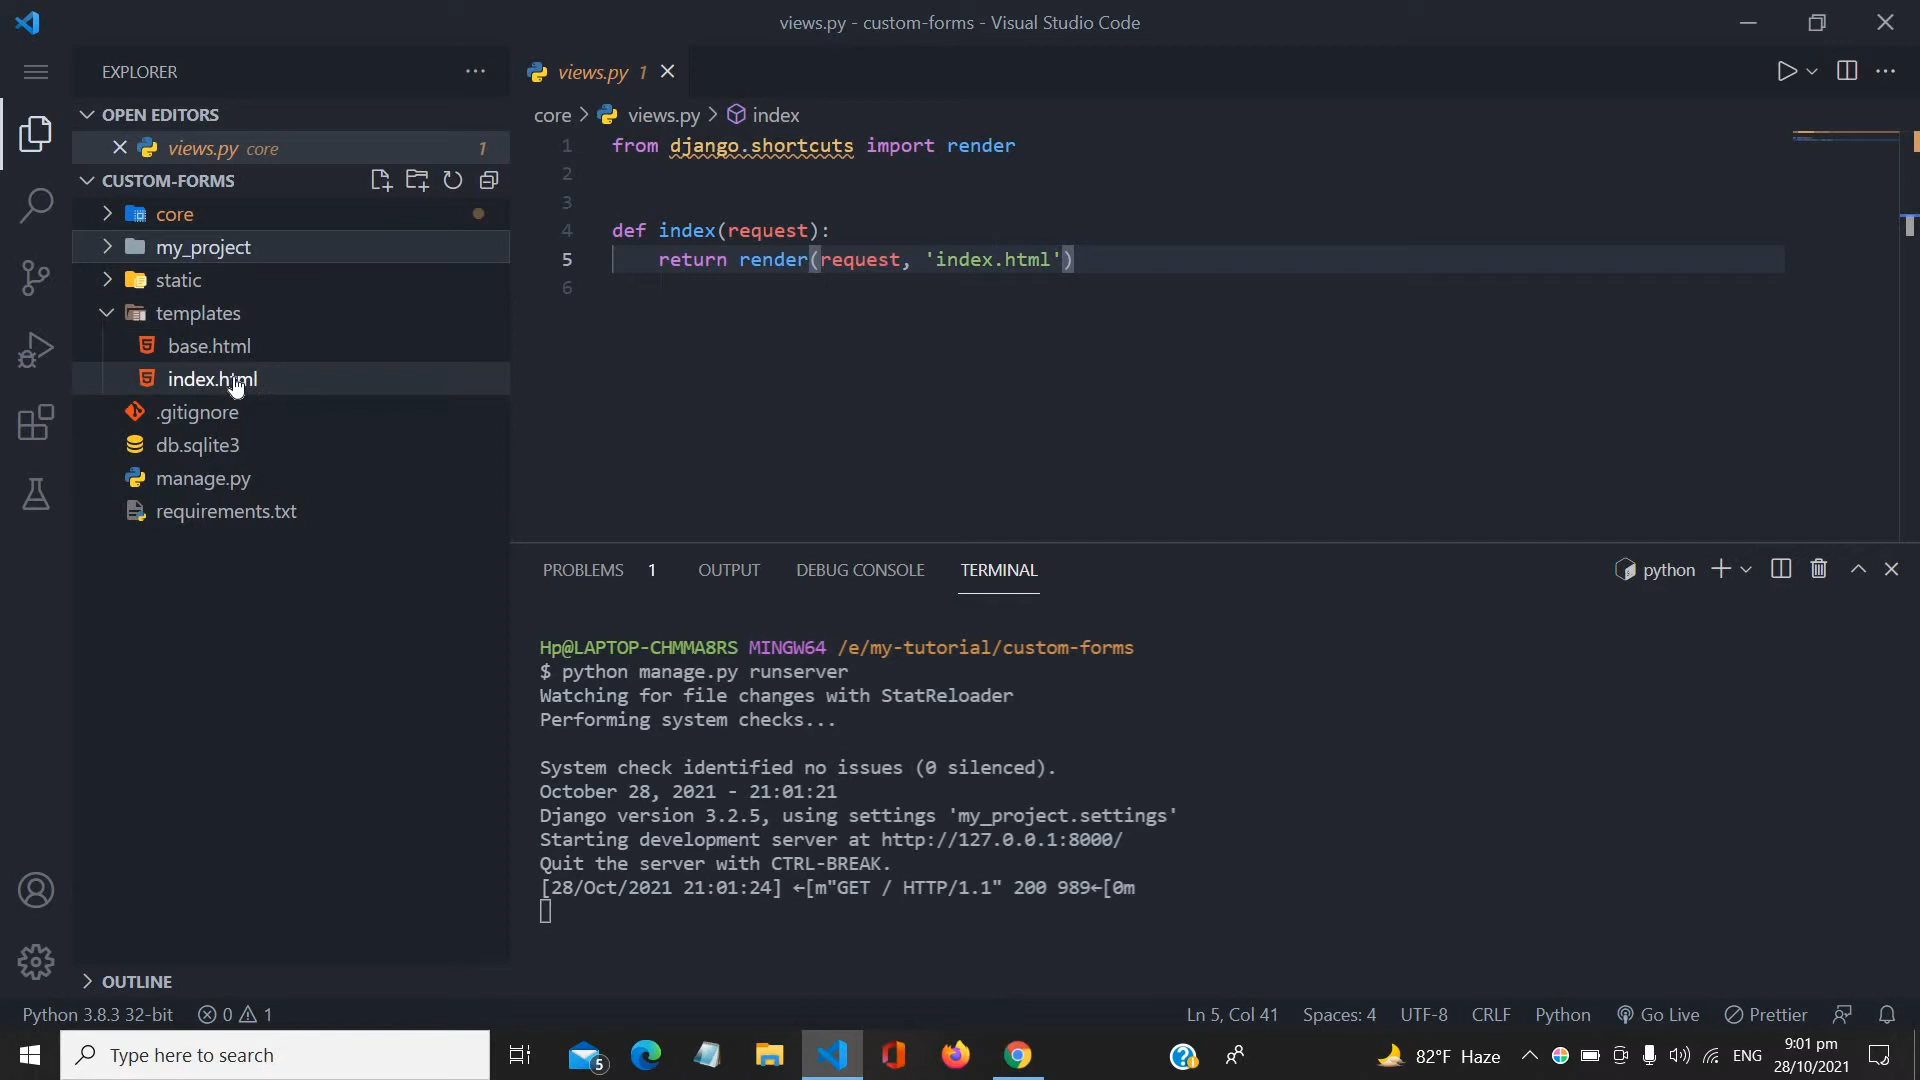 views.py - custom-forms - Visual Studio Code
EXPLORER
OPEN EDITORS
views.py core 1
CUSTOM-FORMS
core
my_project
static
templates
base.html
index.html
.gitignore
db.sqlite3
manage.py
requirements.txt
OUTLINE
views.py 1
core > views.py > index
1 from django.shortcuts import render
2
3
4 def index(request):
5 return render(request, 'index.html')
6
PROBLEMS 1 OUTPUT DEBUG CONSOLE TERMINAL
python
Hp@LAPTOP-CHMMA8RS MINGW64 /e/my-tutorial/custom-forms
$ python manage.py runserver
Watching for file changes with StatReloader
Performing system checks...
System check identified no issues (0 silenced).
October 28, 2021 - 21:01:21
Django version 3.2.5, using settings 'my_project.settings'
Starting development server at http://127.0.0.1:8000/
Quit the server with CTRL-BREAK.
[28/Oct/2021 21:01:24] ←[m"GET / HTTP/1.1" 200 989←[0m
Python 3.8.3 32-bit 0 1 Ln 5, Col 41 Spaces: 4 UTF-8 CRLF Python Go Live Prettier
Type here to search
5
82°F Haze
ENG
9:01 pm
28/10/2021